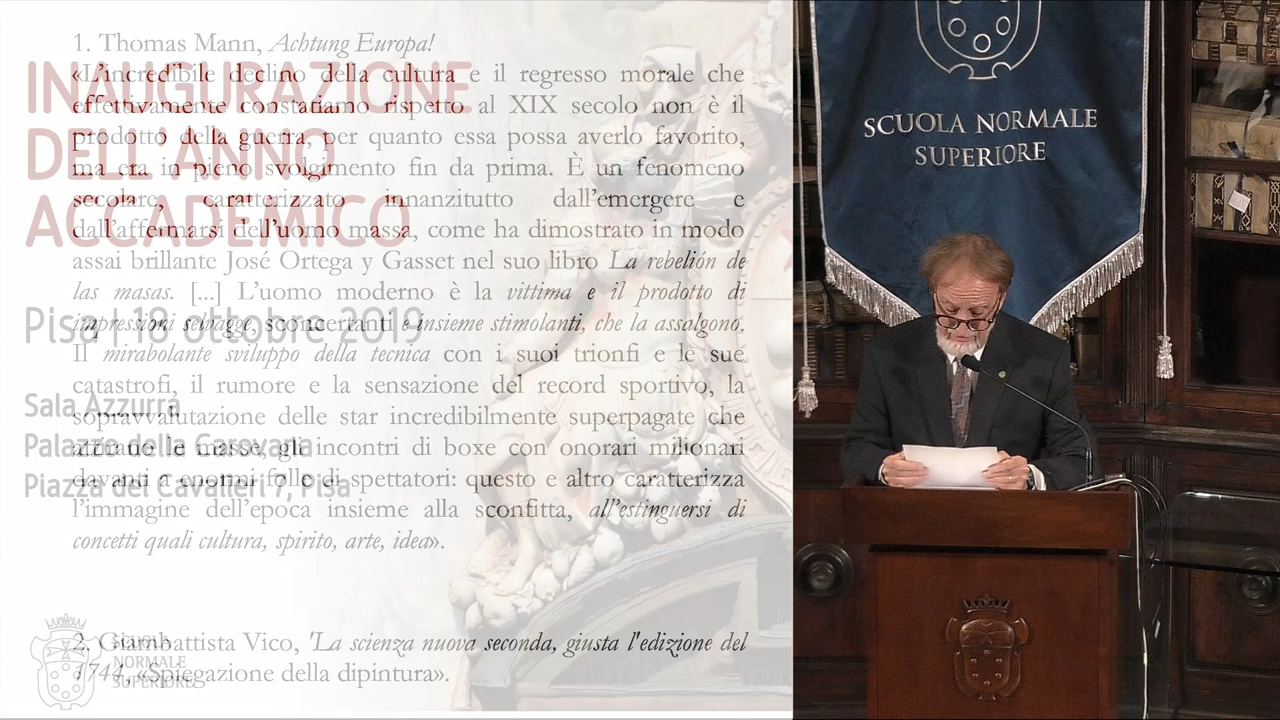 1. Thomas Mann, Achtung Europa!
«L'incredibile declino della cultura e il regresso morale che
effettivamente constatiamo rispetto al XIX secolo non è il
prodotto della guerra, per quanto essa possa averlo favorito,
ma era in pieno svolgimento fin da prima. È un fenomeno
secolare, caratterizzato innanzitutto dall'emergere e
dall'affermarsi dell'uomo massa, come ha dimostrato in modo
assai brillante José Ortega y Gasset nel suo libro La rebelión de
las masas. [...] L'uomo moderno è la vittima e il prodotto di
impressioni selvagge, sconcertanti e insieme stimolanti, che la assalgono.
Il mirabolante sviluppo della tecnica con i suoi trionfi e le sue
catastrofi, il rumore e la sensazione del record sportivo, la
sopravvalutazione delle star incredibilmente superpagate che
attirano le masse, gli incontri di boxe con onorari milionari
davanti a enormi folle di spettatori: questo e altro caratterizza
l'immagine dell'epoca insieme alla sconfitta, all'estinguersi di
concetti quali cultura, spirito, arte, idea».
2. Giambattista Vico, 'La scienza nuova seconda, giusta l'edizione del
1744, «Spiegazione della dipintura».
INAUGURAZIONE
DELL'ANNO
ACCADEMICO
Pisa | 18 ottobre 2019
Sala Azzurra
Palazzo della Carovana
Piazza dei Cavalieri 7, Pisa
SCUOLA
NORMALE
SUPERIORE
SCUOLA NORMALE
SUPERIORE